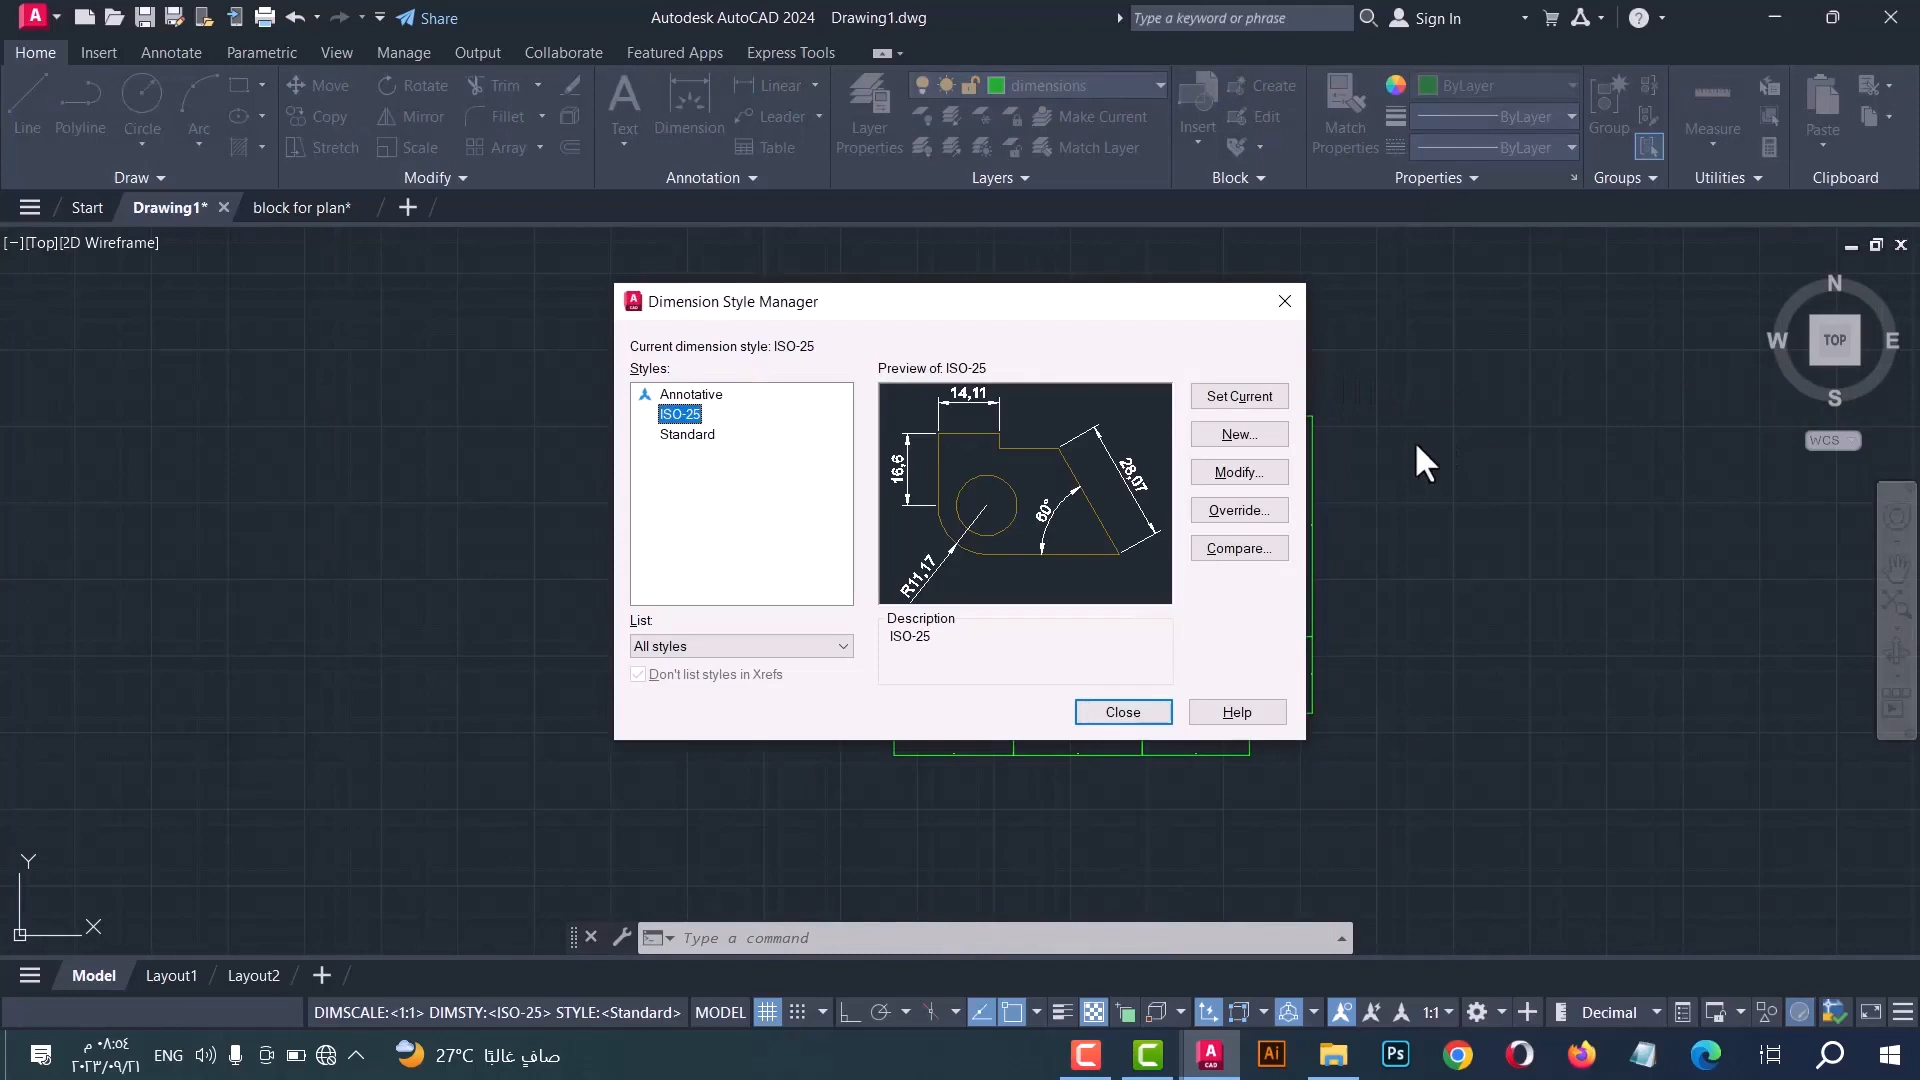 Share
Autodesk AutoCAD 2024 Drawing1.dwg
Type a keyword or phrase
Sign In
Home Insert Annotate Parametric View Manage Output Collaborate Featured Apps Express Tools
Line Polyline Circle Arc
Move Rotate Trim
Copy Mirror Fillet
Stretch Scale Array
Text Dimension
Linear
Leader
Table
Layer Properties
dimensions
Make Current
Match Layer
Insert
Create
Edit
Match Properties
ByLayer
ByLayer
ByLayer
Group
Measure
Paste
Draw Modify Annotation Layers Block Properties Groups Utilities Clipboard
Start Drawing1* block for plan*
[−][Top][2D Wireframe]
N
W TOP E
S
WCS
Dimension Style Manager
Current dimension style: ISO-25
Styles:
Annotative
ISO-25
Standard
Preview of: ISO-25
14,11
16,6
28,07
60°
R11,17
Set Current
New...
Modify...
Override...
Compare...
List:
All styles
Don't list styles in Xrefs
Description
ISO-25
Close
Help
Y
X
Type a command
Model Layout1 Layout2
DIMSCALE:<1:1> DIMSTY:<ISO-25> STYLE:<Standard> MODEL
1:1
Decimal
٠٨:٥٤ م
٢٠٢٣/٠٩/٢١
ENG
27°C صافٍ غالبًا
Ai
Ps
A
CAD